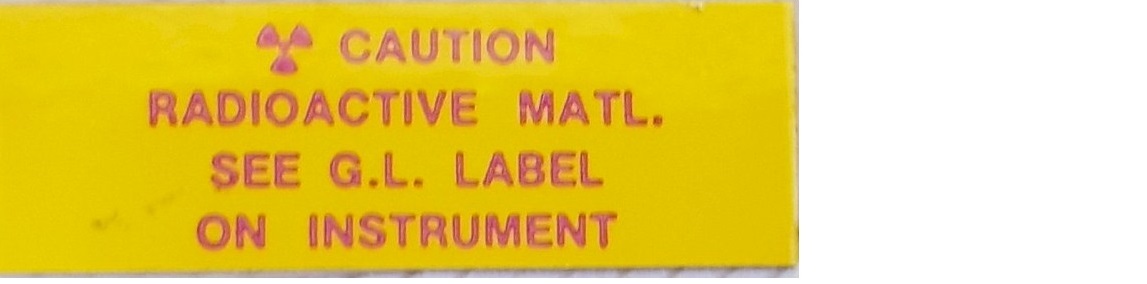 CAUTION
RADIOACTIVE MATL.
SEE G.L. LABEL
ON INSTRUMENT